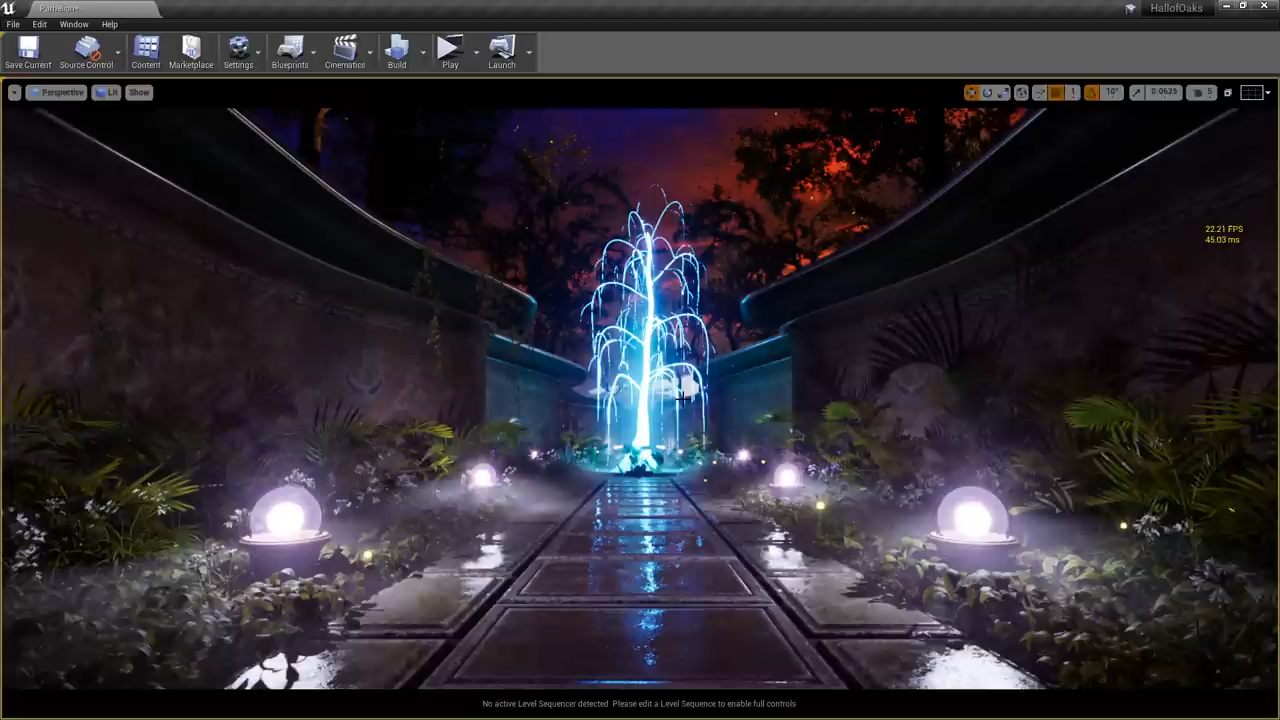 Parhelion*
HallofOaks
File Edit Window Help
Save Current Source Control Content Marketplace Settings Blueprints Cinematics Build Play Launch
Perspective Lit Show
1 10° 0.0625 5
22.21 FPS
45.03 ms
No active Level Sequencer detected Please edit a Level Sequence to enable full controls